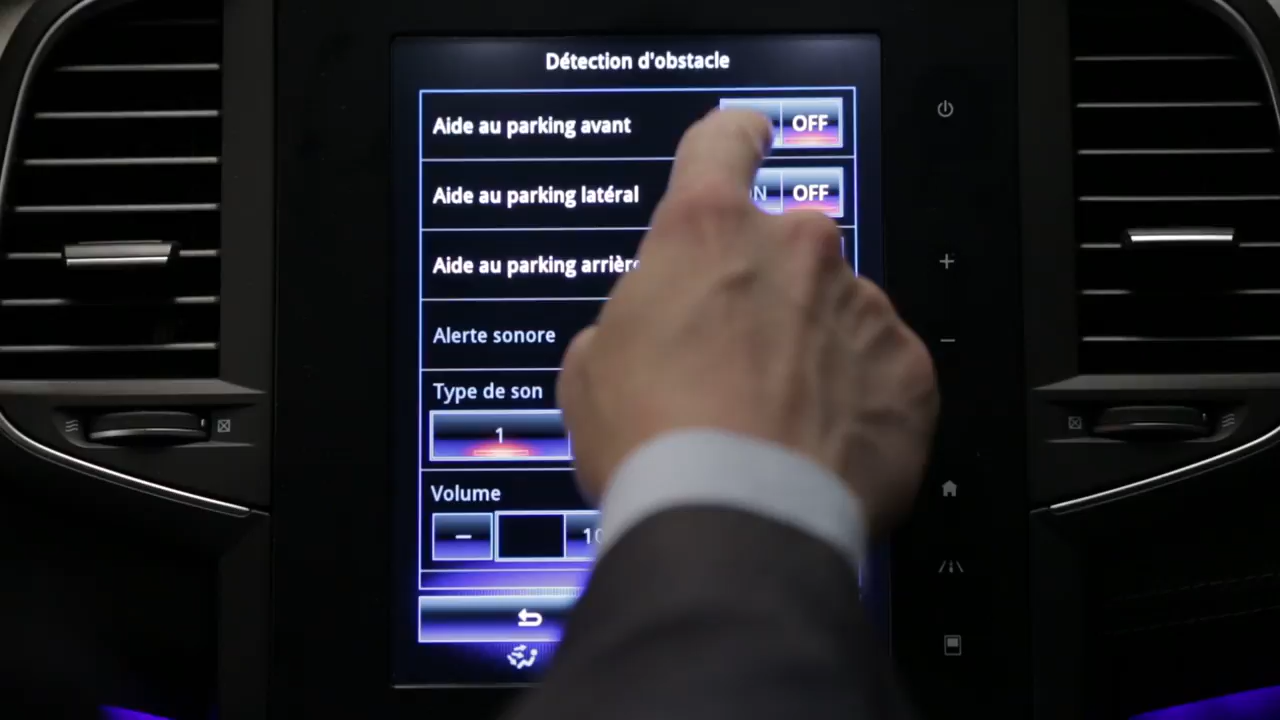 Détection d'obstacle
Aide au parking avant OFF
Aide au parking latéral OFF
Aide au parking
Alerte sonore
Type de son
1
Volume